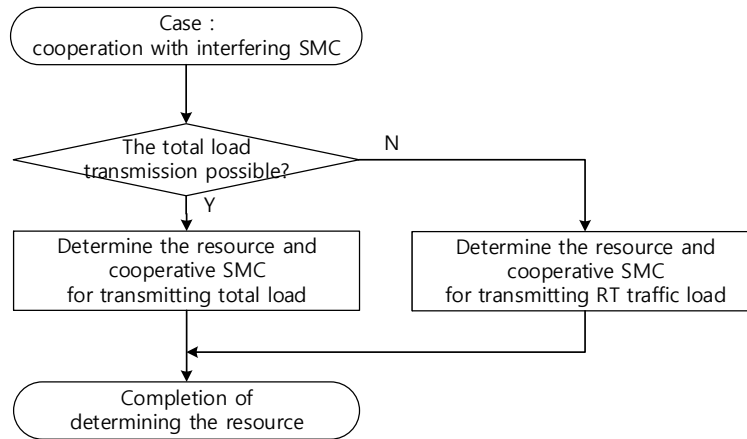 Case :
cooperation with interfering SMC
The total load
transmission possible?
N
Y
Determine the resource and
cooperative SMC
for transmitting total load
Determine the resource and
cooperative SMC
for transmitting RT traffic load
Completion of
determining the resource